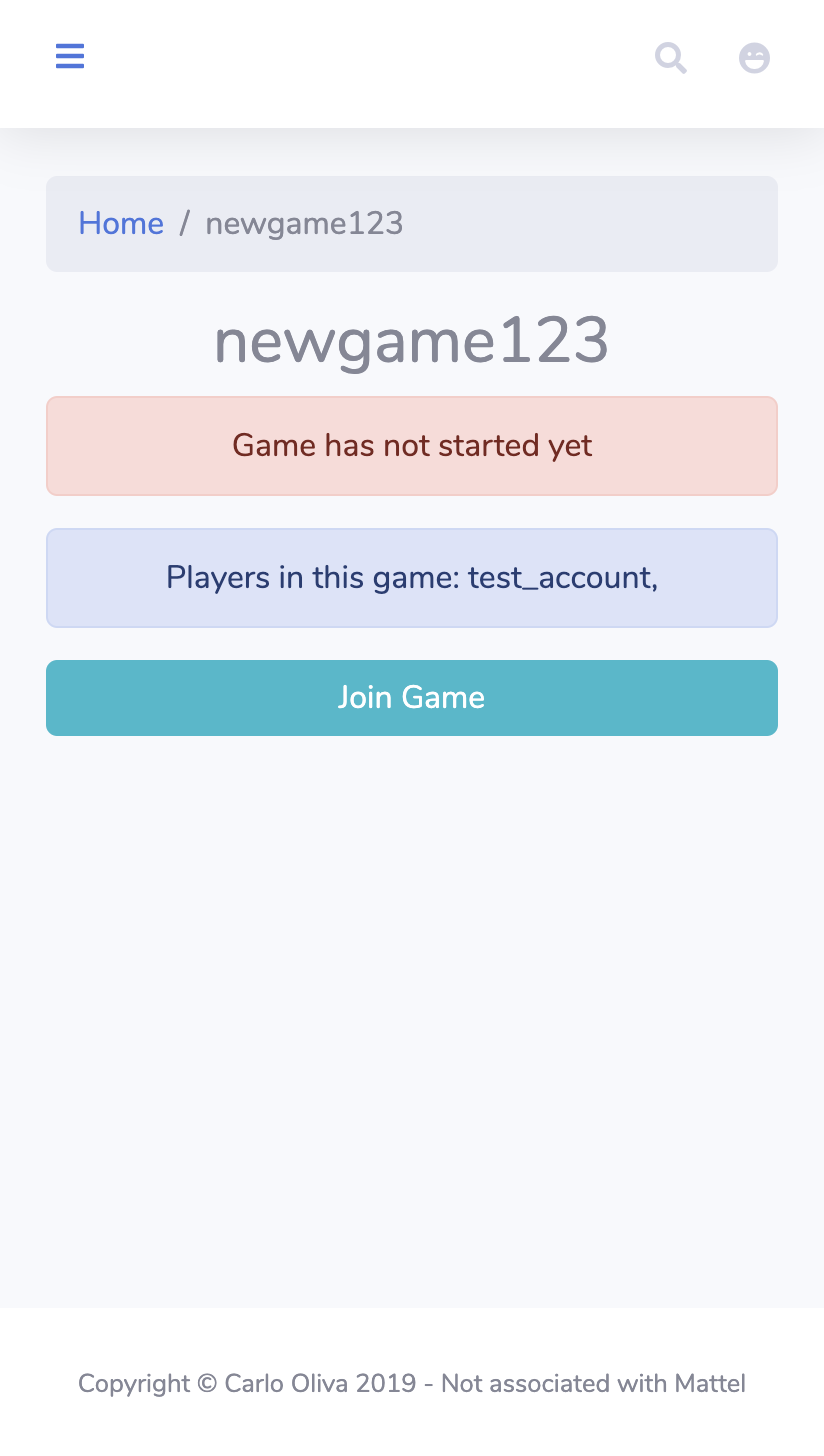 Home / newgame123
newgame123
Game has not started yet
Players in this game: test_account,
Join Game
Copyright © Carlo Oliva 2019 - Not associated with Mattel